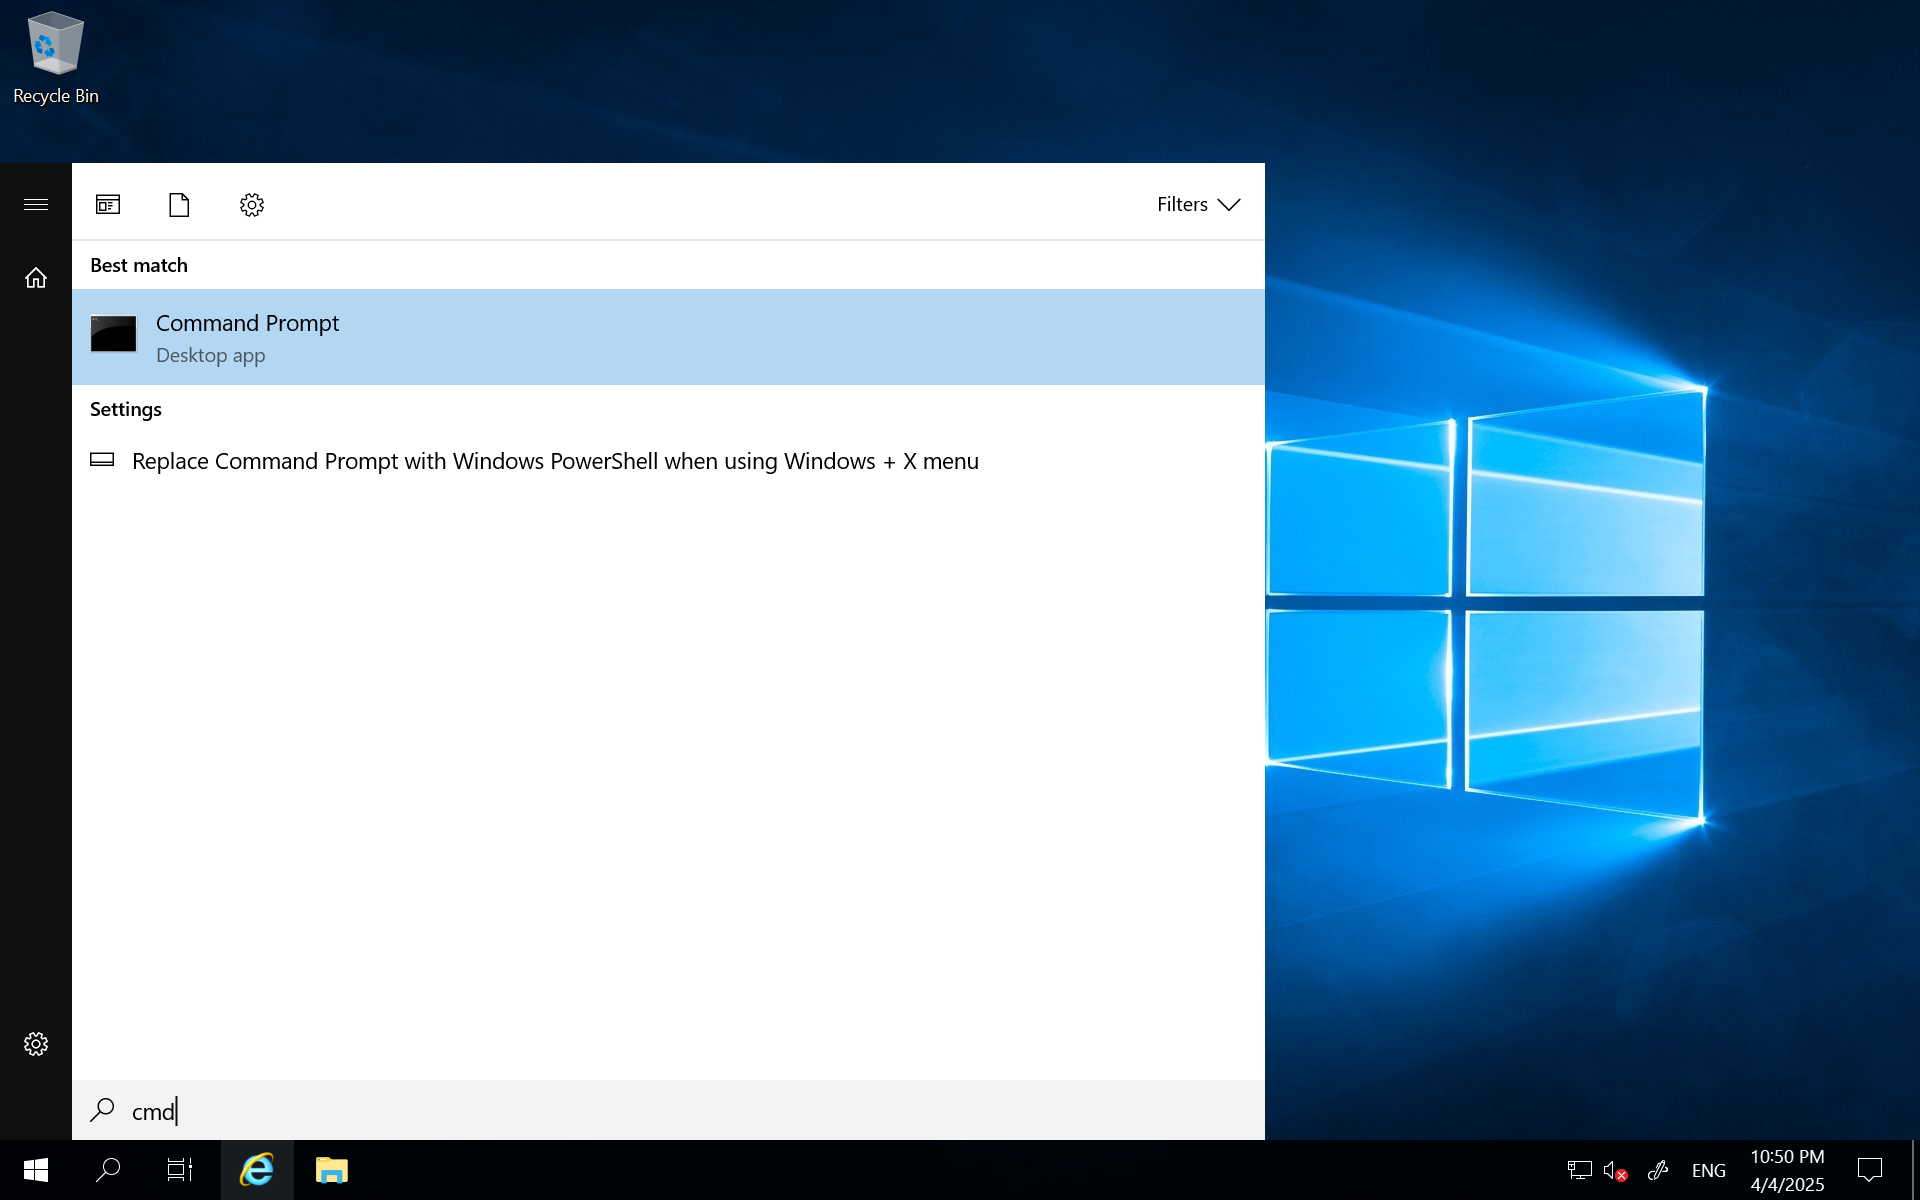 Recycle Bin
Filters
Best match
Command Prompt
Desktop app
Settings
Replace Command Prompt with Windows PowerShell when using Windows + X menu
cmd
ENG
10:50 PM
4/4/2025